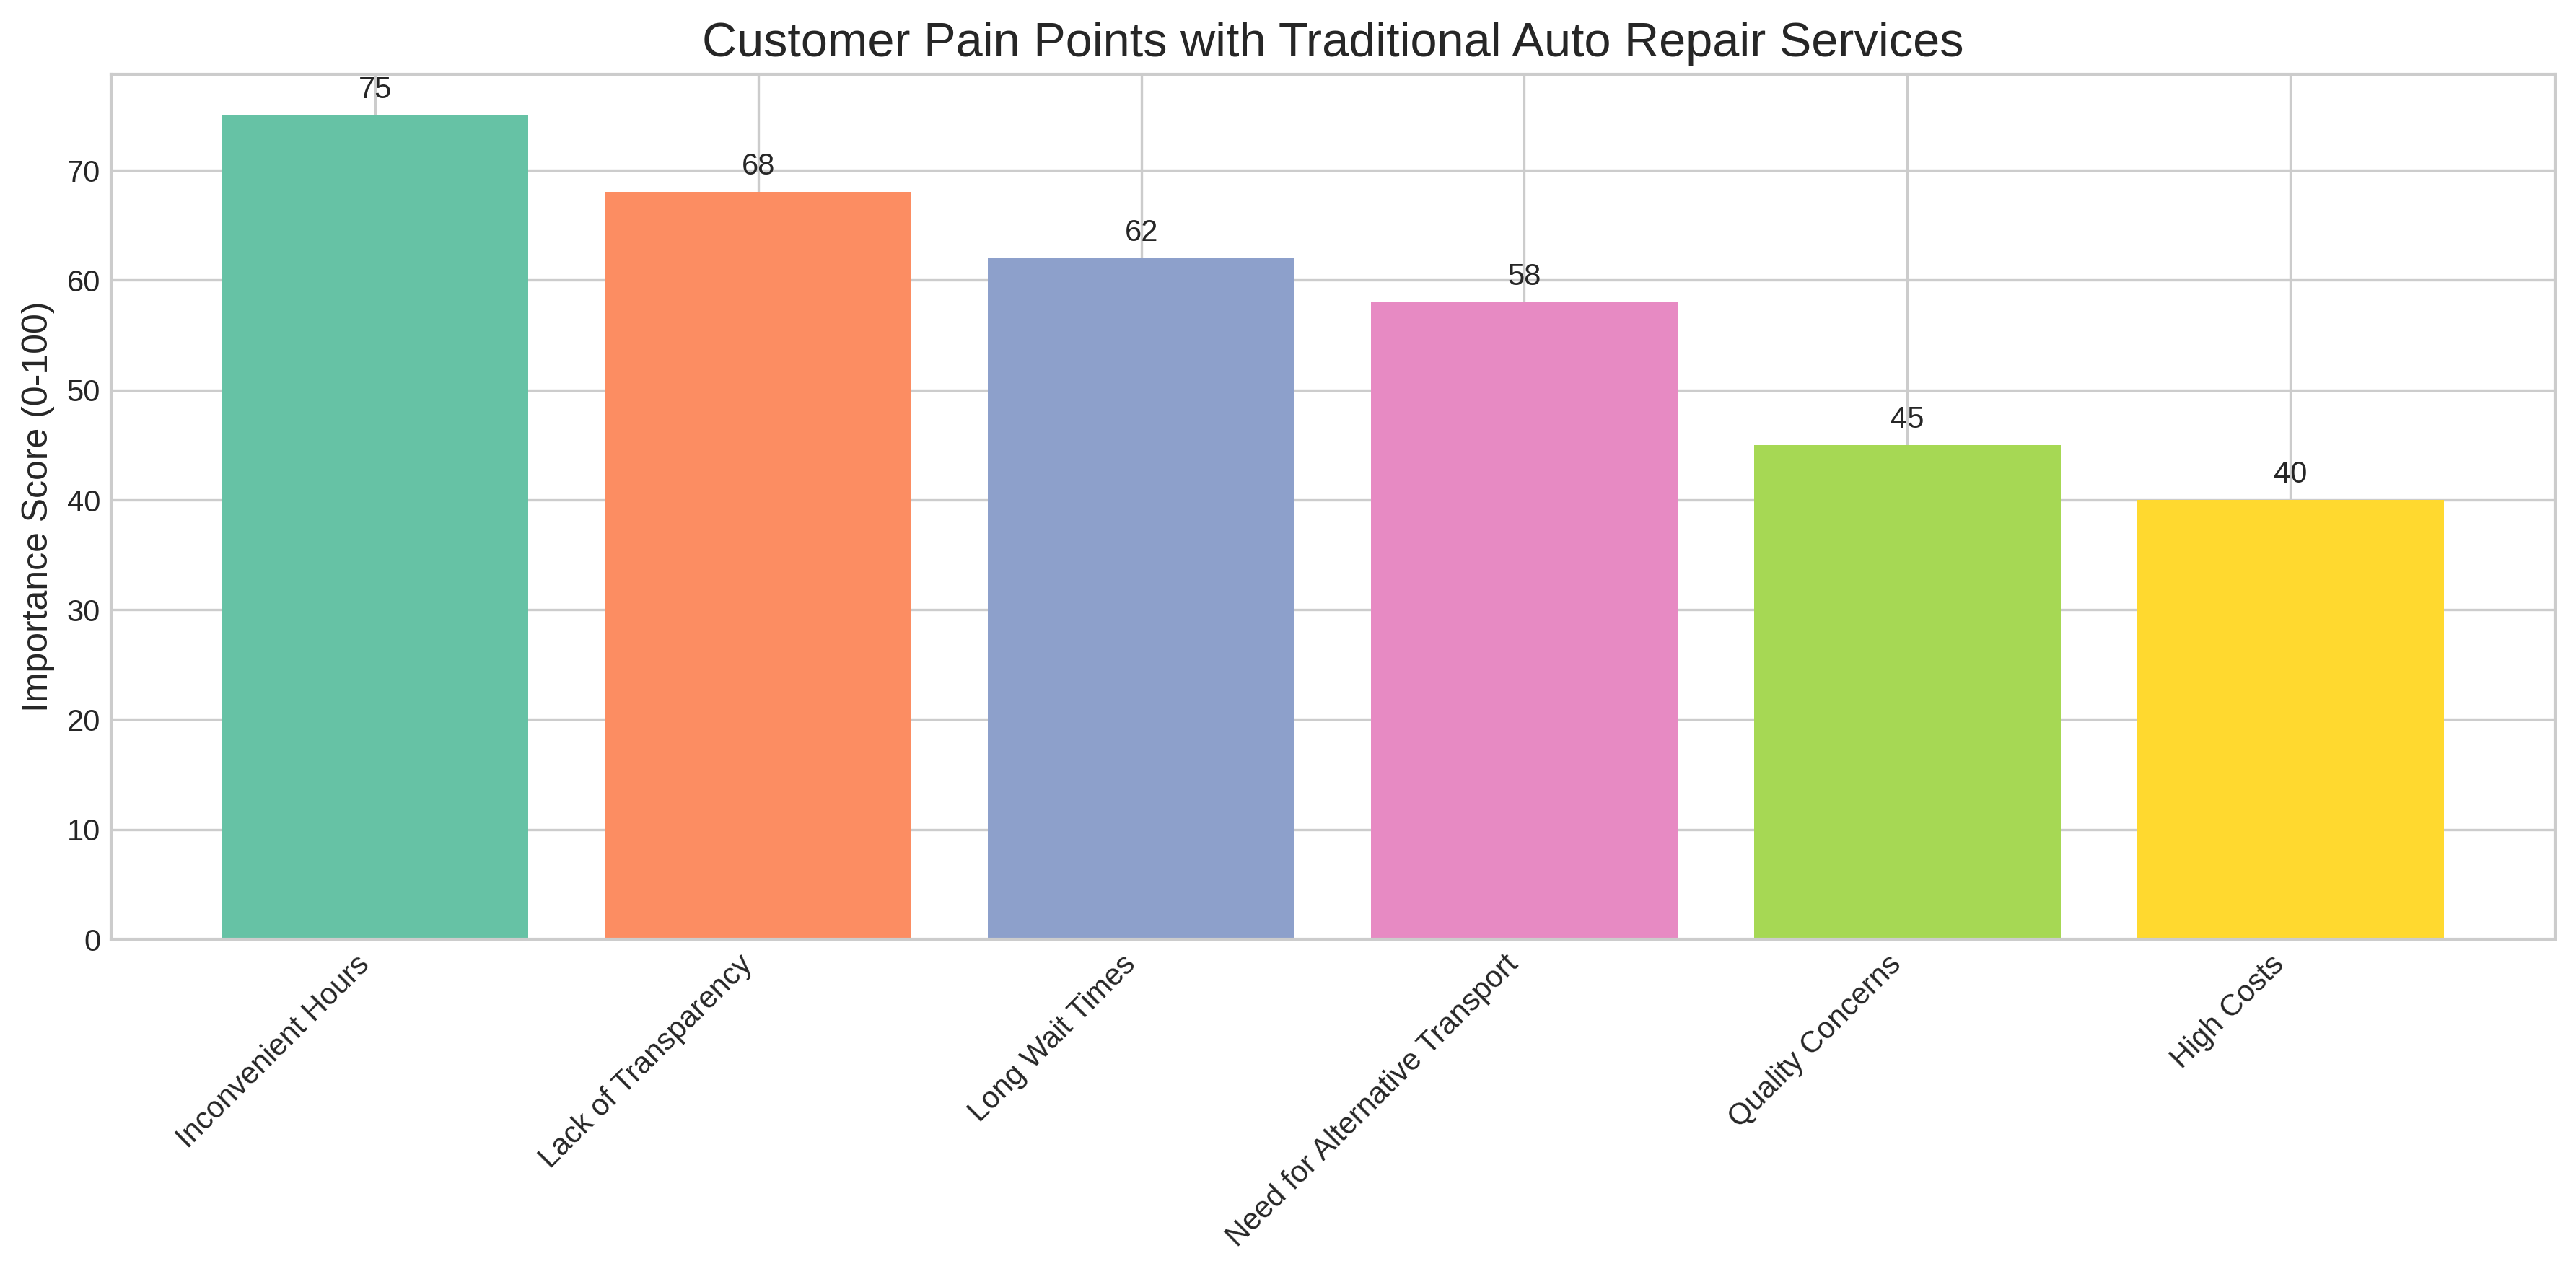 Customer Pain Points with Traditional Auto Repair Services
Importance Score (0-100)
70
60
50
40
30
20
10
0
75
68
62
58
45
40
Inconvenient Hours
Lack of Transparency
Long Wait Times
Need for Alternative Transport
Quality Concerns
High Costs